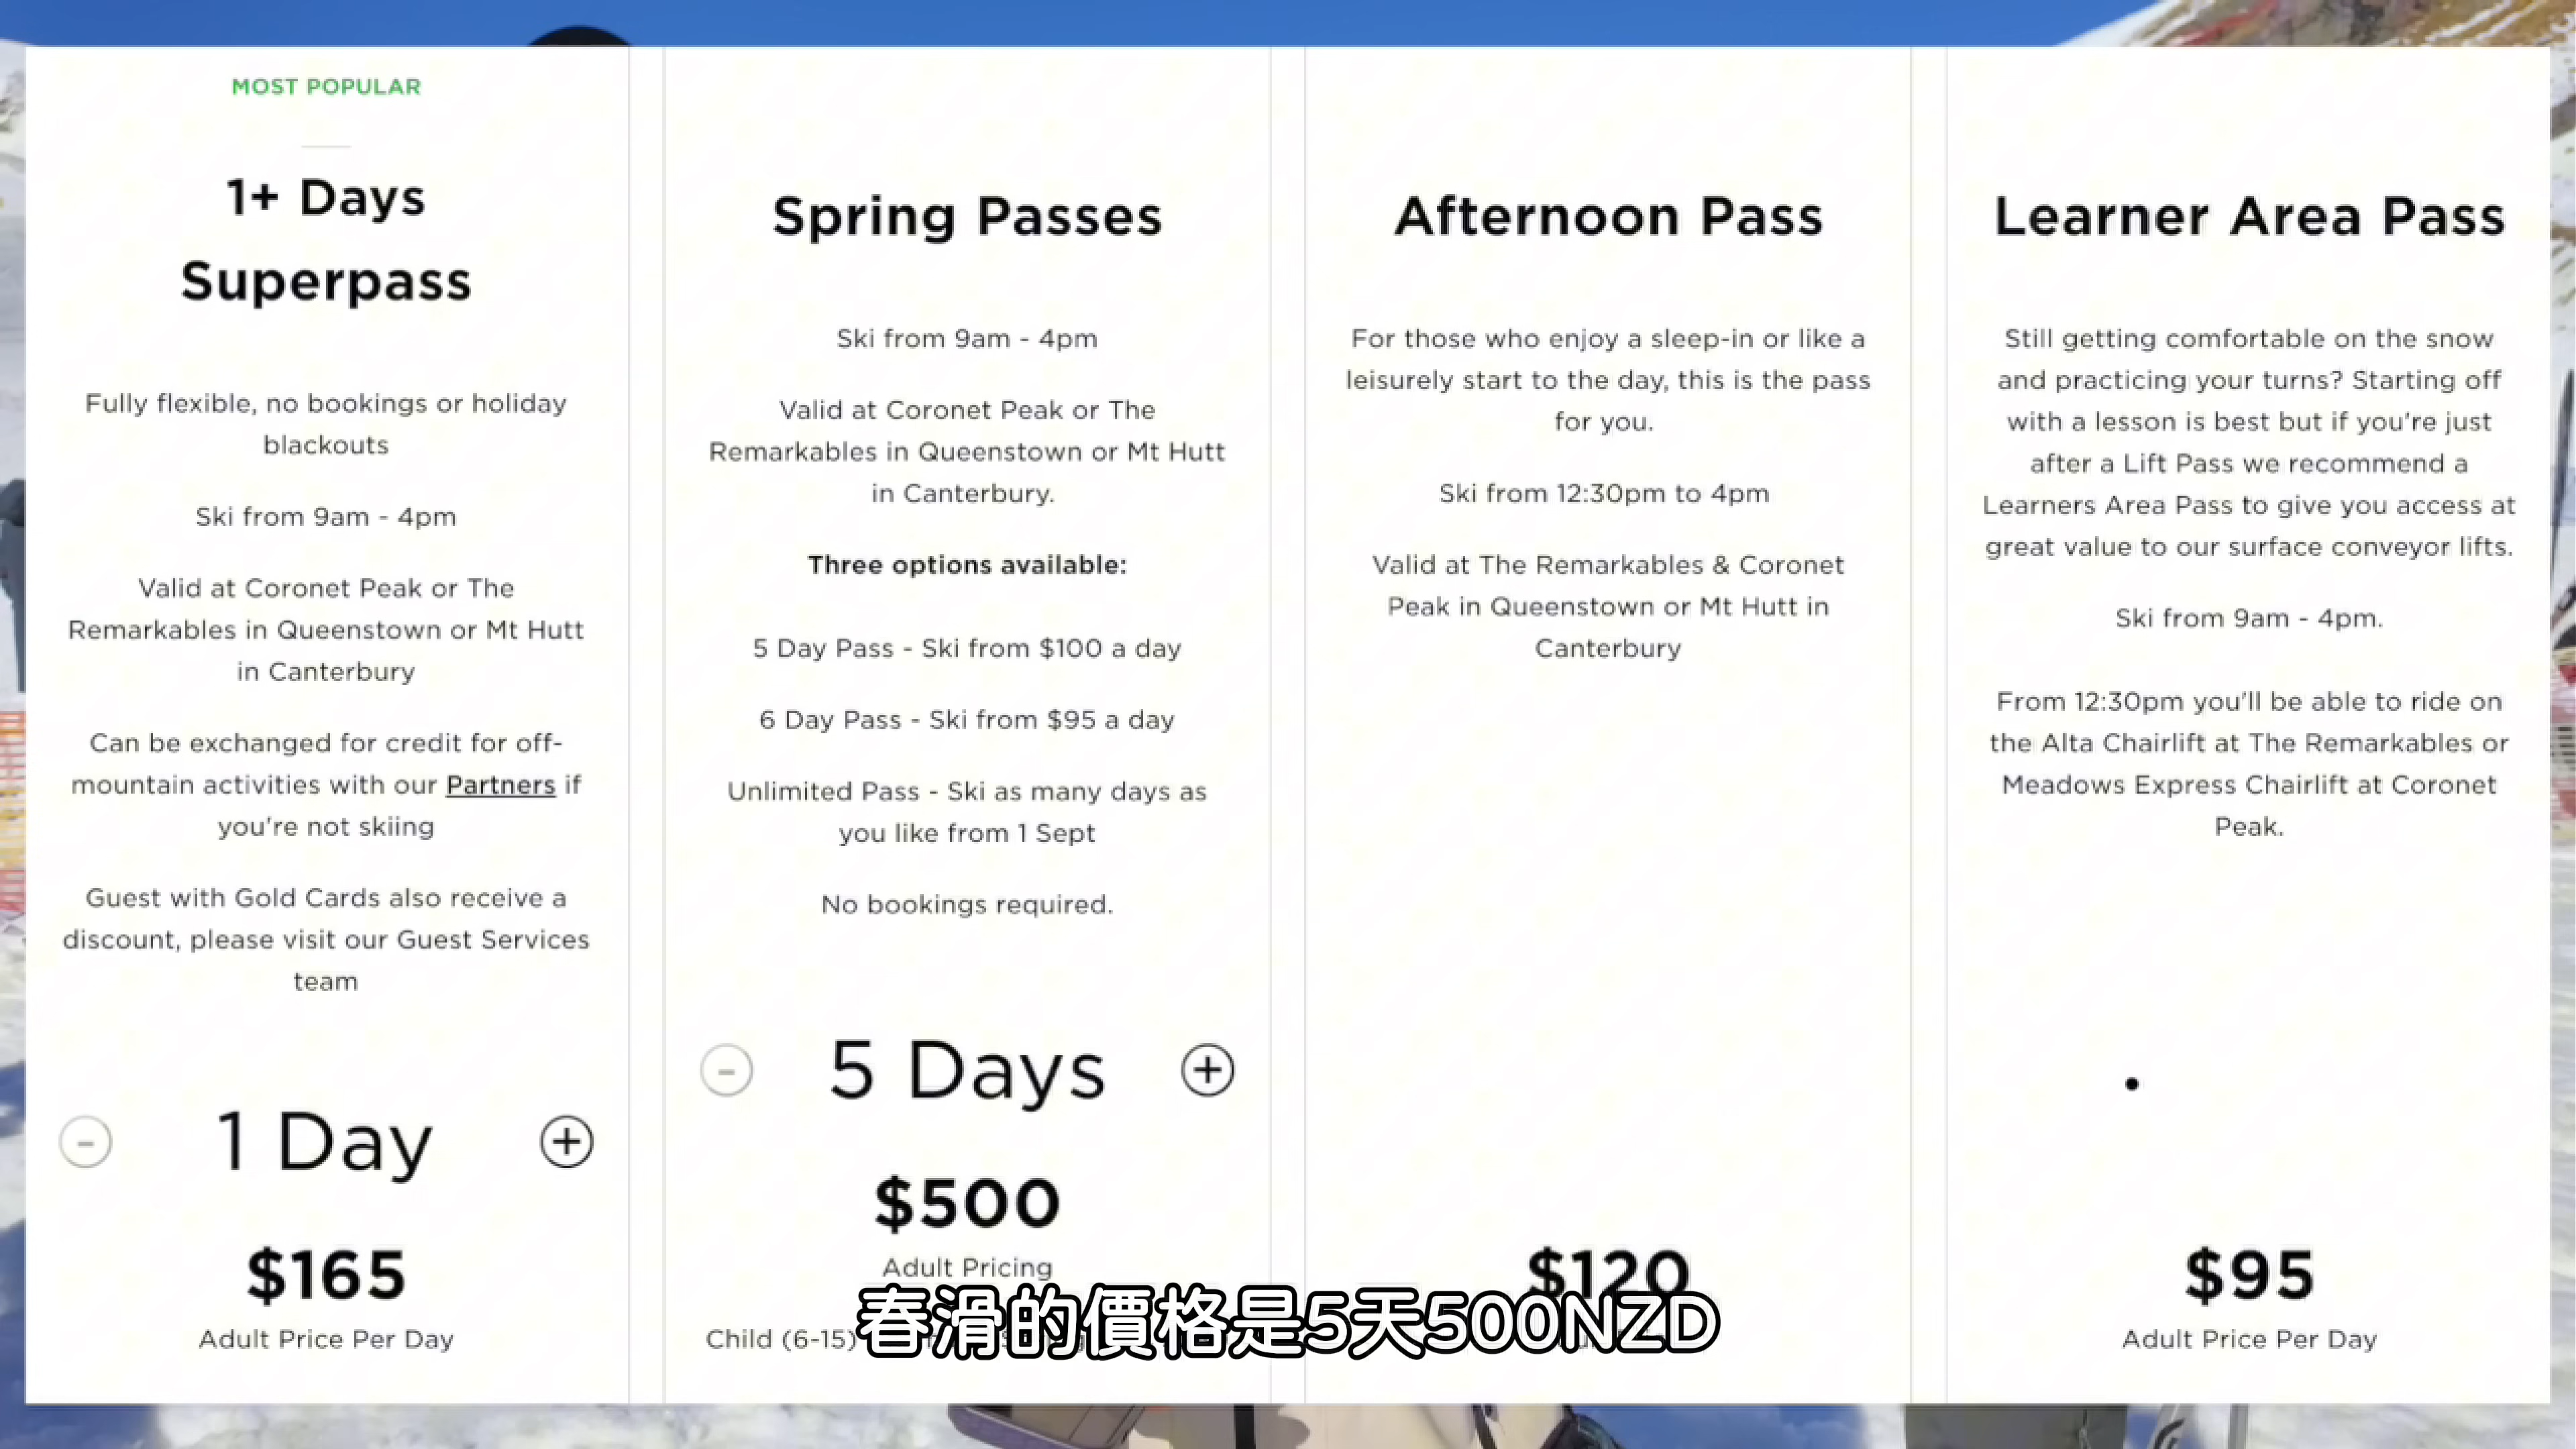 MOST POPULAR
1+ Days
Superpass
Fully flexible, no bookings or holiday
blackouts
Ski from 9am - 4pm
Valid at Coronet Peak or The
Remarkables in Queenstown or Mt Hutt
in Canterbury
Can be exchanged for credit for off-
mountain activities with our Partners if
you're not skiing
Guest with Gold Cards also receive a
discount, please visit our Guest Services
team
- 1 Day +
$165
Adult Price Per Day
Spring Passes
Ski from 9am - 4pm
Valid at Coronet Peak or The
Remarkables in Queenstown or Mt Hutt
in Canterbury.
Three options available:
5 Day Pass - Ski from $100 a day
6 Day Pass - Ski from $95 a day
Unlimited Pass - Ski as many days as
you like from 1 Sept
No bookings required.
- 5 Days +
$500
Adult Pricing
Child (6-15)
Afternoon Pass
For those who enjoy a sleep-in or like a
leisurely start to the day, this is the pass
for you.
Ski from 12:30pm to 4pm
Valid at The Remarkables & Coronet
Peak in Queenstown or Mt Hutt in
Canterbury
$120
Learner Area Pass
Still getting comfortable on the snow
and practicing your turns? Starting off
with a lesson is best but if you're just
after a Lift Pass we recommend a
Learners Area Pass to give you access at
great value to our surface conveyor lifts.
Ski from 9am - 4pm.
From 12:30pm you'll be able to ride on
the Alta Chairlift at The Remarkables or
Meadows Express Chairlift at Coronet
Peak.
$95
Adult Price Per Day
春滑的價格是5天500NZD